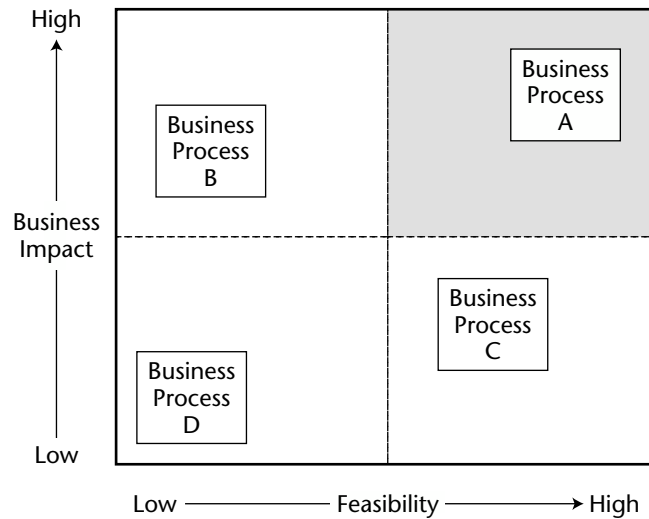 High
Business
Process
A
Business
Process
B
Business
Impact
Business
Process
C
Business
Process
D
Low
Low
Feasibility
High